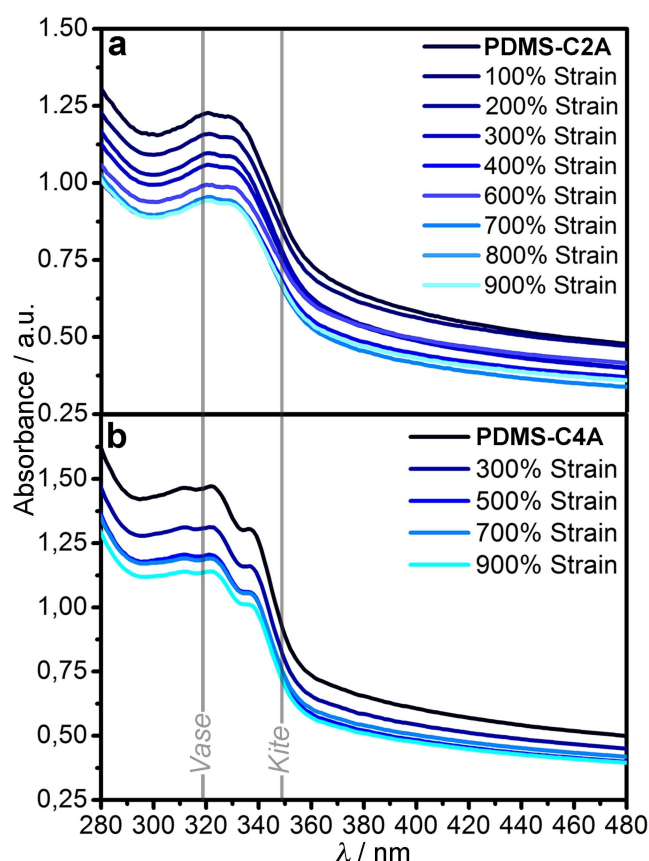 1.50
a
PDMS-C2A
100% Strain
1.25
200% Strain
300% Strain
1.00
400% Strain
600% Strain
700% Strain
0.75
800% Strain
900% Strain
0.50
0.25
Absorbance / a.u.
b
PDMS-C4A
1.50
300% Strain
500% Strain
1.25
700% Strain
900% Strain
1,00
0.75
0,50
Vase
Kite
0,25
280 300 320 340 360 380 400 420 440 460 480
λ / nm